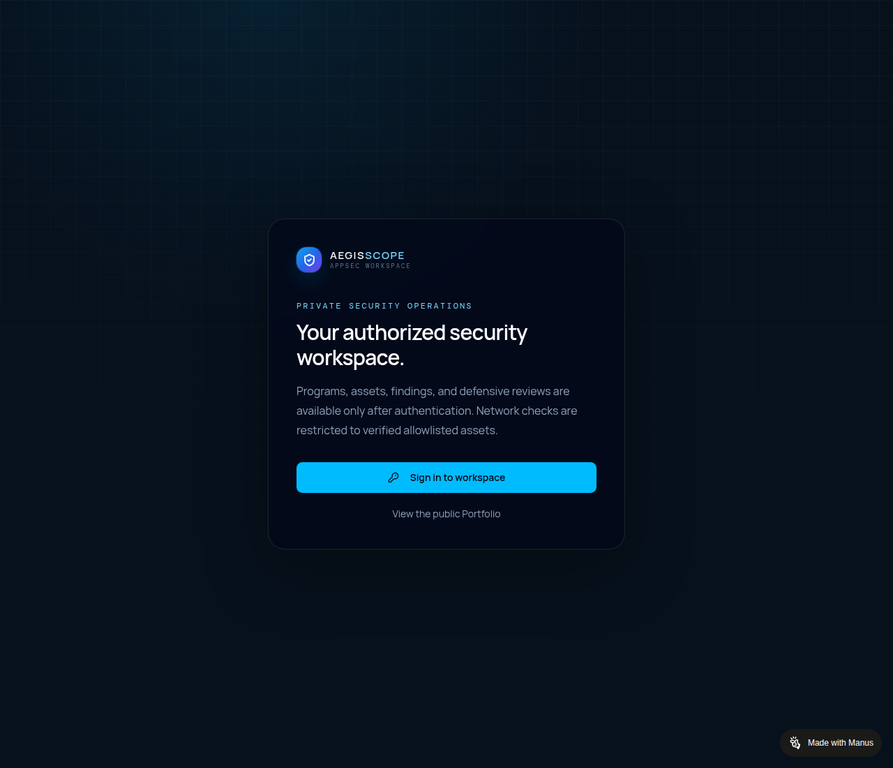 AEGISSCOPE
APPSEC WORKSPACE
PRIVATE SECURITY OPERATIONS
Your authorized security
workspace.
Programs, assets, findings, and defensive reviews are
available only after authentication. Network checks are
restricted to verified allowlisted assets.
Sign in to workspace
View the public Portfolio
Made with Manus